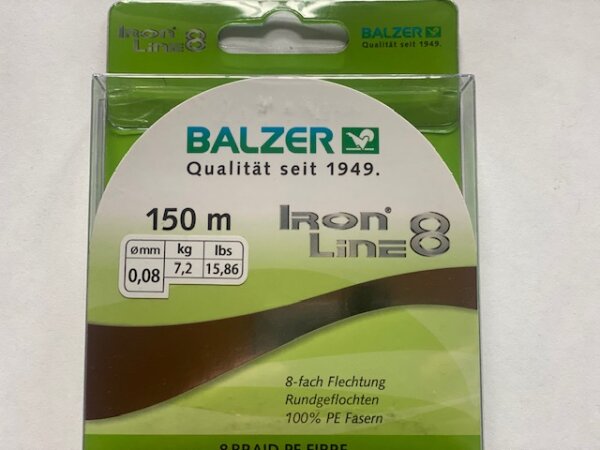 IRON LINE 8
BALZER
Qualität seit 1949.
BALZER
Qualität seit 1949.
150 m
IRON® LINE 8
ømm kg lbs
0,08 7,2 15,86
8-fach Flechtung
Rundgeflochten
100% PE Fasern
8 BRAID PE FIBRE